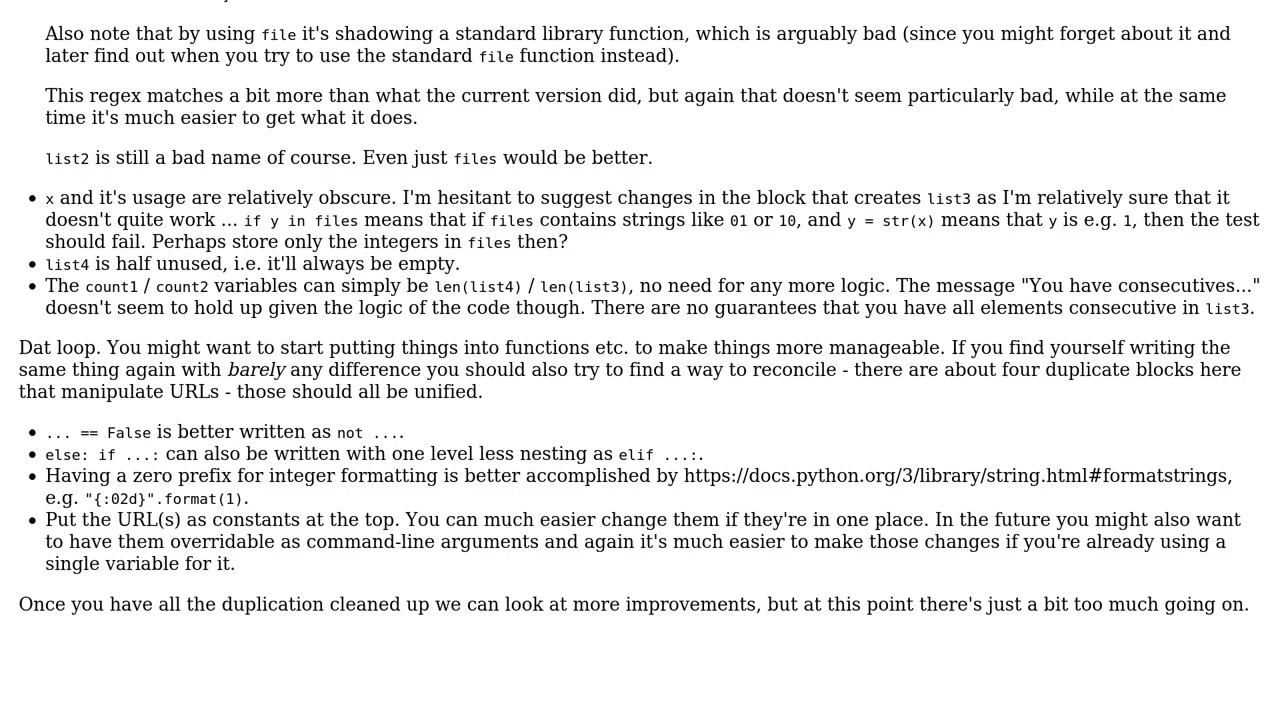 Also note that by using file it's shadowing a standard library function, which is arguably bad (since you might forget about it and
later find out when you try to use the standard file function instead).
This regex matches a bit more than what the current version did, but again that doesn't seem particularly bad, while at the same
time it's much easier to get what it does.
list2 is still a bad name of course. Even just files would be better.
• x and it's usage are relatively obscure. I'm hesitant to suggest changes in the block that creates list3 as I'm relatively sure that it
doesn't quite work ... if y in files means that if files contains strings like 01 or 10, and y = str(x) means that y is e.g. 1, then the test
should fail. Perhaps store only the integers in files then?
• list4 is half unused, i.e. it'll always be empty.
• The count1 / count2 variables can simply be len(list4) / len(list3), no need for any more logic. The message "You have consecutives..."
doesn't seem to hold up given the logic of the code though. There are no guarantees that you have all elements consecutive in list3.
Dat loop. You might want to start putting things into functions etc. to make things more manageable. If you find yourself writing the
same thing again with barely any difference you should also try to find a way to reconcile - there are about four duplicate blocks here
that manipulate URLs - those should all be unified.
• ... == False is better written as not ....
• else: if ...: can also be written with one level less nesting as elif ...:.
• Having a zero prefix for integer formatting is better accomplished by https://docs.python.org/3/library/string.html#formatstrings,
e.g. "{:02d}".format(1).
• Put the URL(s) as constants at the top. You can much easier change them if they're in one place. In the future you might also want
to have them overridable as command-line arguments and again it's much easier to make those changes if you're already using a
single variable for it.
Once you have all the duplication cleaned up we can look at more improvements, but at this point there's just a bit too much going on.